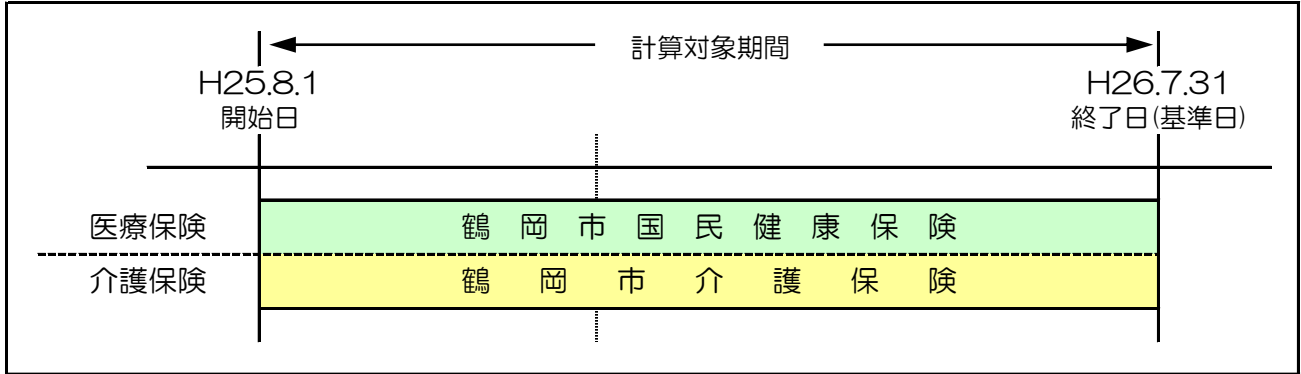 計算対象期間
H25.8.1
開始日
H26.7.31
終了日(基準日)
医療保険
鶴岡市国民健康保険
介護保険
鶴岡市介護保険